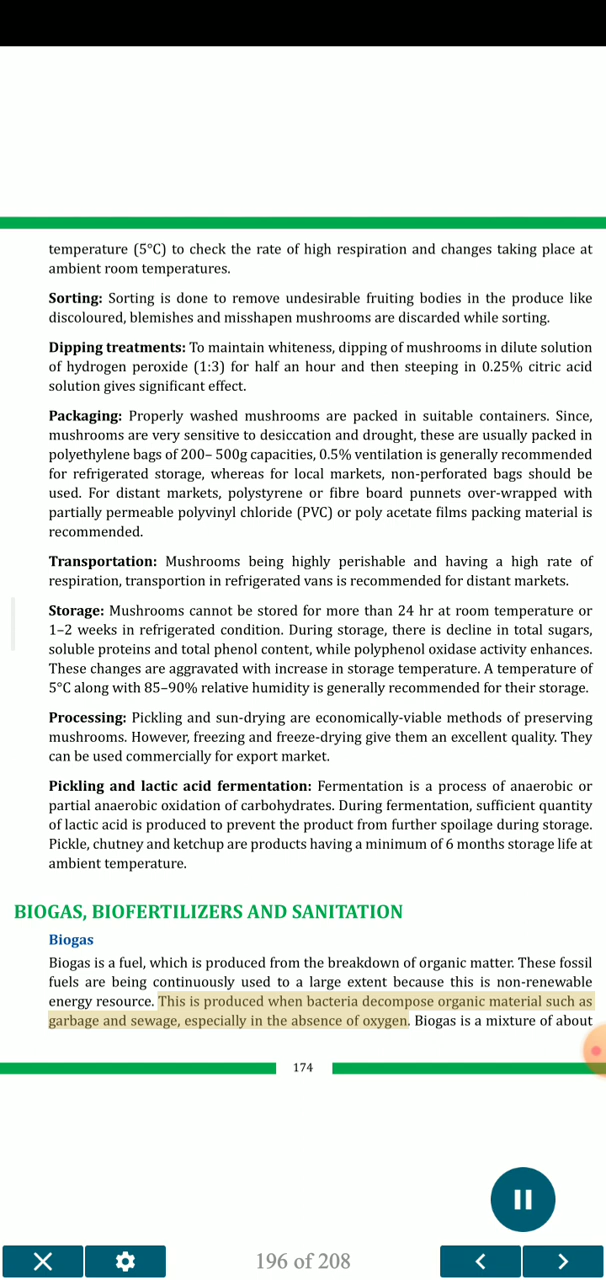 temperature (5°C) to check the rate of high respiration and changes taking place at
ambient room temperatures.
Sorting: Sorting is done to remove undesirable fruiting bodies in the produce like
discoloured, blemishes and misshapen mushrooms are discarded while sorting.
Dipping treatments: To maintain whiteness, dipping of mushrooms in dilute solution
of hydrogen peroxide (1:3) for half an hour and then steeping in 0.25% citric acid
solution gives significant effect.
Packaging: Properly washed mushrooms are packed in suitable containers. Since,
mushrooms are very sensitive to desiccation and drought, these are usually packed in
polyethylene bags of 200– 500g capacities, 0.5% ventilation is generally recommended
for refrigerated storage, whereas for local markets, non-perforated bags should be
used. For distant markets, polystyrene or fibre board punnets over-wrapped with
partially permeable polyvinyl chloride (PVC) or poly acetate films packing material is
recommended.
Transportation: Mushrooms being highly perishable and having a high rate of
respiration, transportion in refrigerated vans is recommended for distant markets.
Storage: Mushrooms cannot be stored for more than 24 hr at room temperature or
1–2 weeks in refrigerated condition. During storage, there is decline in total sugars,
soluble proteins and total phenol content, while polyphenol oxidase activity enhances.
These changes are aggravated with increase in storage temperature. A temperature of
5°C along with 85–90% relative humidity is generally recommended for their storage.
Processing: Pickling and sun-drying are economically-viable methods of preserving
mushrooms. However, freezing and freeze-drying give them an excellent quality. They
can be used commercially for export market.
Pickling and lactic acid fermentation: Fermentation is a process of anaerobic or
partial anaerobic oxidation of carbohydrates. During fermentation, sufficient quantity
of lactic acid is produced to prevent the product from further spoilage during storage.
Pickle, chutney and ketchup are products having a minimum of 6 months storage life at
ambient temperature.
BIOGAS, BIOFERTILIZERS AND SANITATION
Biogas
Biogas is a fuel, which is produced from the breakdown of organic matter. These fossil
fuels are being continuously used to a large extent because this is non-renewable
energy resource. This is produced when bacteria decompose organic material such as
garbage and sewage, especially in the absence of oxygen. Biogas is a mixture of about
174
196 of 208